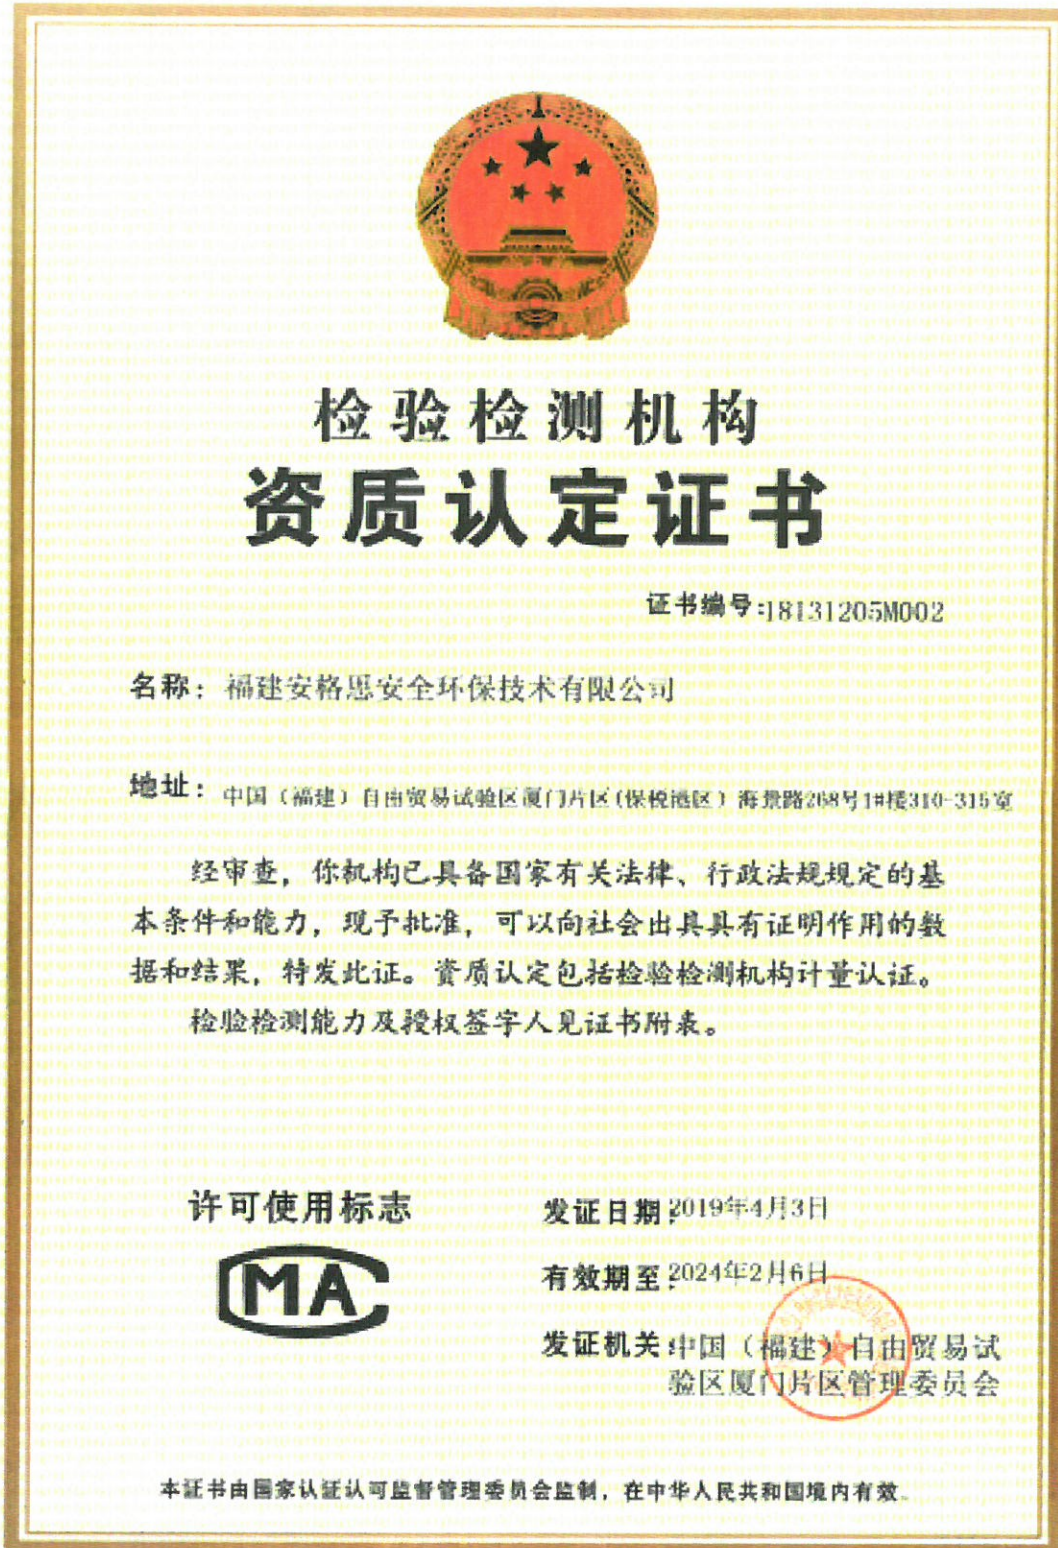 检验检测机构
资质认定证书
证书编号:18131205M002
名称：福建安格思安全环保技术有限公司
地址：中国（福建）自由贸易试验区厦门片区（保税港区）海景路268号1#楼310-315室
经审查，你机构已具备国家有关法律、行政法规规定的基
本条件和能力，现予批准，可以向社会出具具有证明作用的数
据和结果，特发此证。资质认定包括检验检测机构计量认证。
检验检测能力及授权签字人见证书附表。
许可使用标志
MA
发证日期:2019年4月3日
有效期至:2024年2月6日
发证机关:中国（福建）自由贸易试
验区厦门片区管理委员会
本证书由国家认证认可监督管理委员会监制，在中华人民共和国境内有效。